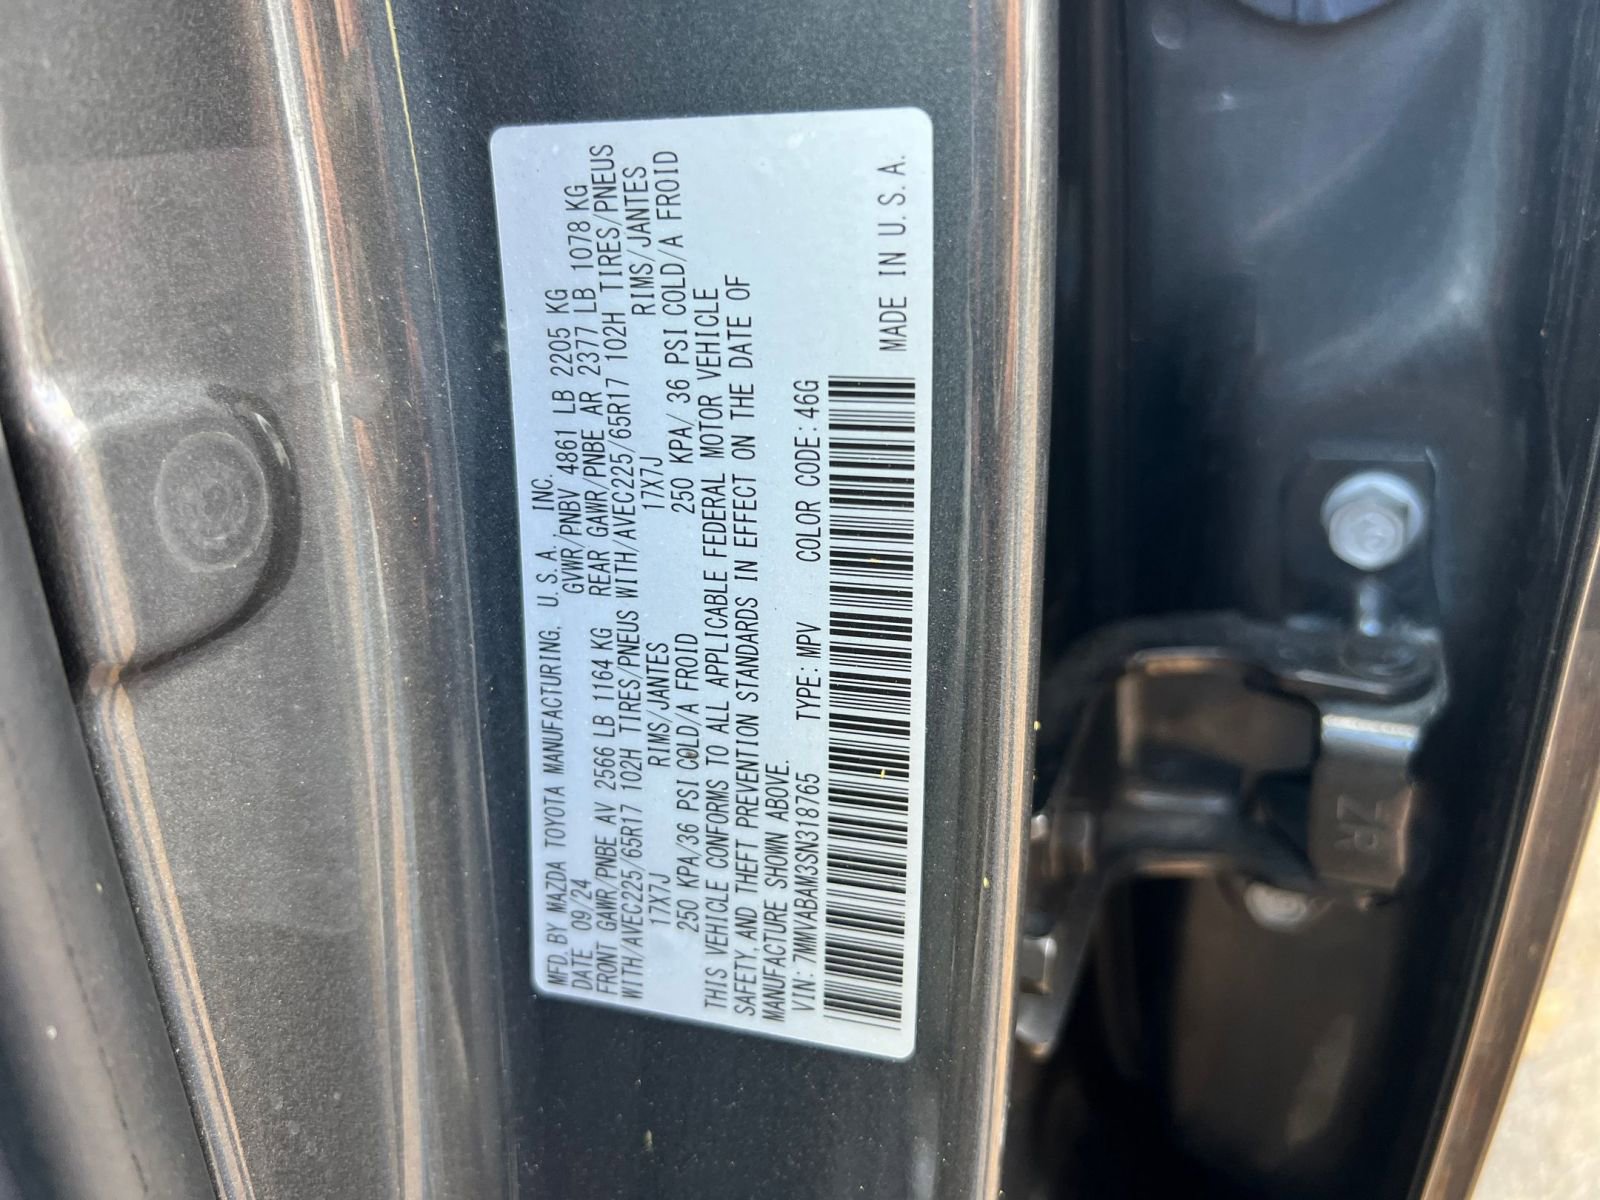 MFD. BY MAZDA TOYOTA MANUFACTURING, U. S. A., INC.
DATE 09/24 GVWR/PNBV 4861 LB 2205 KG
FRONT GAWR/PNBE AV 2566 LB 1164 KG REAR GAWR/PNBE AR 2377 LB 1078 KG
WITH/AVEC225/65R17 102H TIRES/PNEUS WITH/AVEC225/65R17 102H TIRES/PNEUS
17X7J RIMS/JANTES 17X7J RIMS/JANTES
250 KPA/36 PSI COLD/A FROID 250 KPA/ 36 PSI COLD/A FROID
THIS VEHICLE CONFORMS TO ALL APPLICABLE FEDERAL MOTOR VEHICLE
SAFETY, AND THEFT PREVENTION STANDARDS IN EFFECT ON THE DATE OF
MANUFACTURE SHOWN ABOVE.
VIN: 7MMVABAM3SN318765 TYPE: MPV COLOR CODE: 46G
MADE IN U. S. A.
ZR